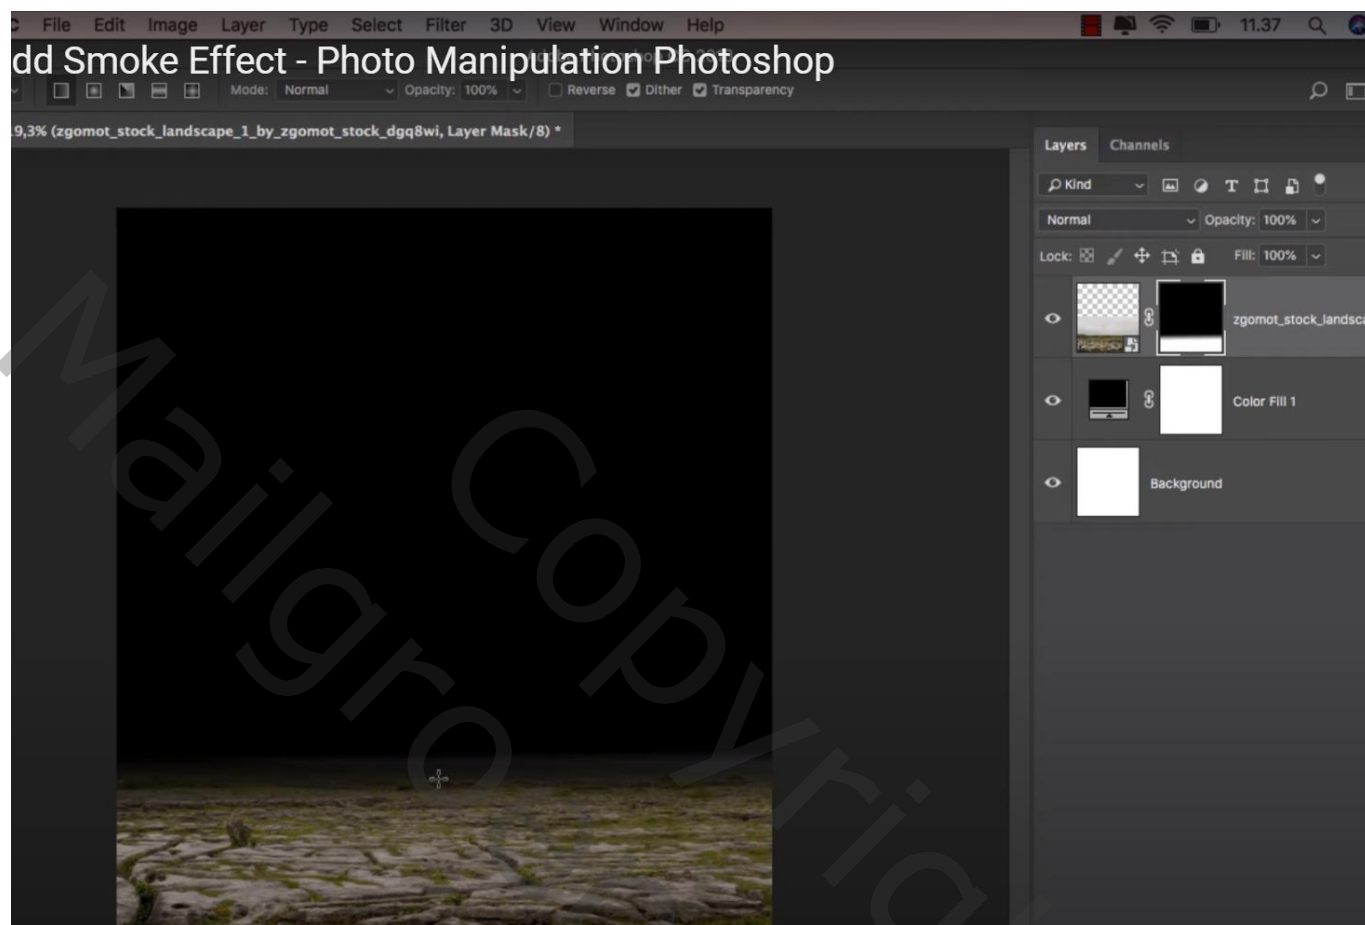 File Edit Image Layer Type Select Filter 3D View Window Help 11.37
dd Smoke Effect - Photo Manipulation Photoshop
Mode: Normal Opacity: 100% Reverse Dither Transparency
9,3% (zgomot_stock_landscape_1_by_zgomot_stock_dgq8wi, Layer Mask/8) *
Layers Channels
Kind
Normal Opacity: 100%
Lock: Fill: 100%
zgomot_stock_landsca
Color Fill 1
Background
Mailgro
Copyrig